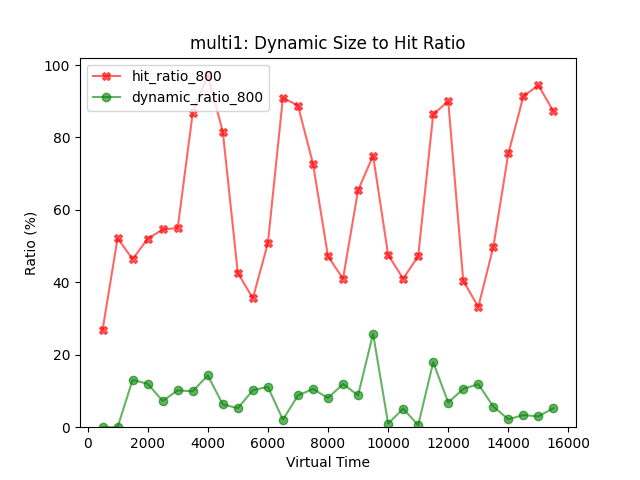 multi1: Dynamic Size to Hit Ratio
hit_ratio_800
dynamic_ratio_800
Ratio (%)
100
80
60
40
20
0
0 2000 4000 6000 8000 10000 12000 14000 16000
Virtual Time